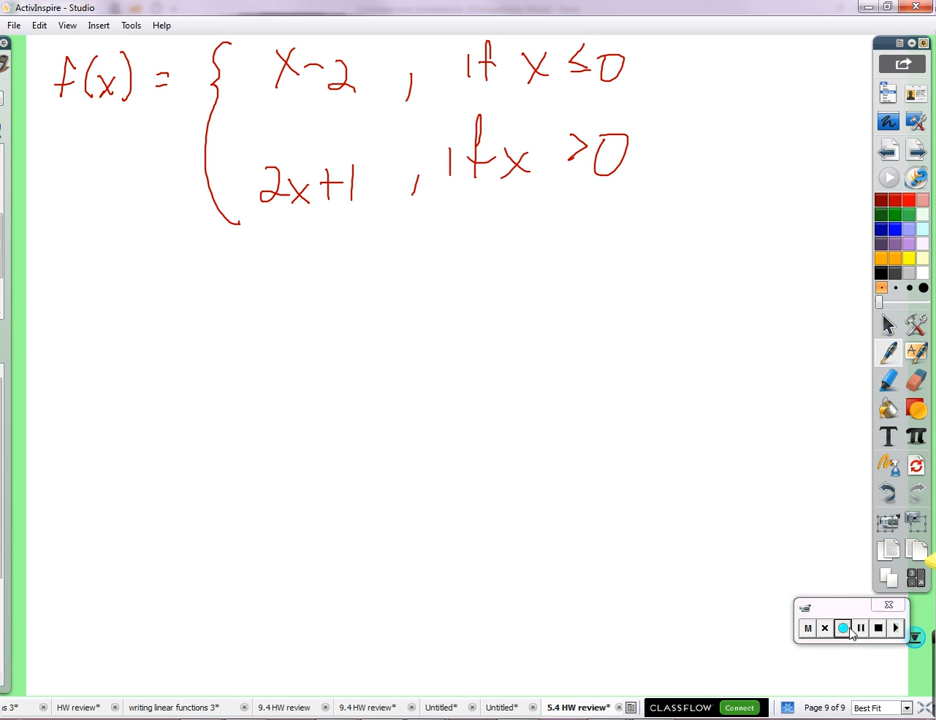 ActivInspire - Studio
File Edit View Insert Tools Help
f(x) = { x-2 , if x ≤ 0
2x+1 , if x > 0
M
is 3* HW review* writing linear functions 3* 9.4 HW review 9.4 HW review* Untitled* Untitled* 5.4 HW review* CLASSFLOW Connect Page 9 of 9 Best Fit